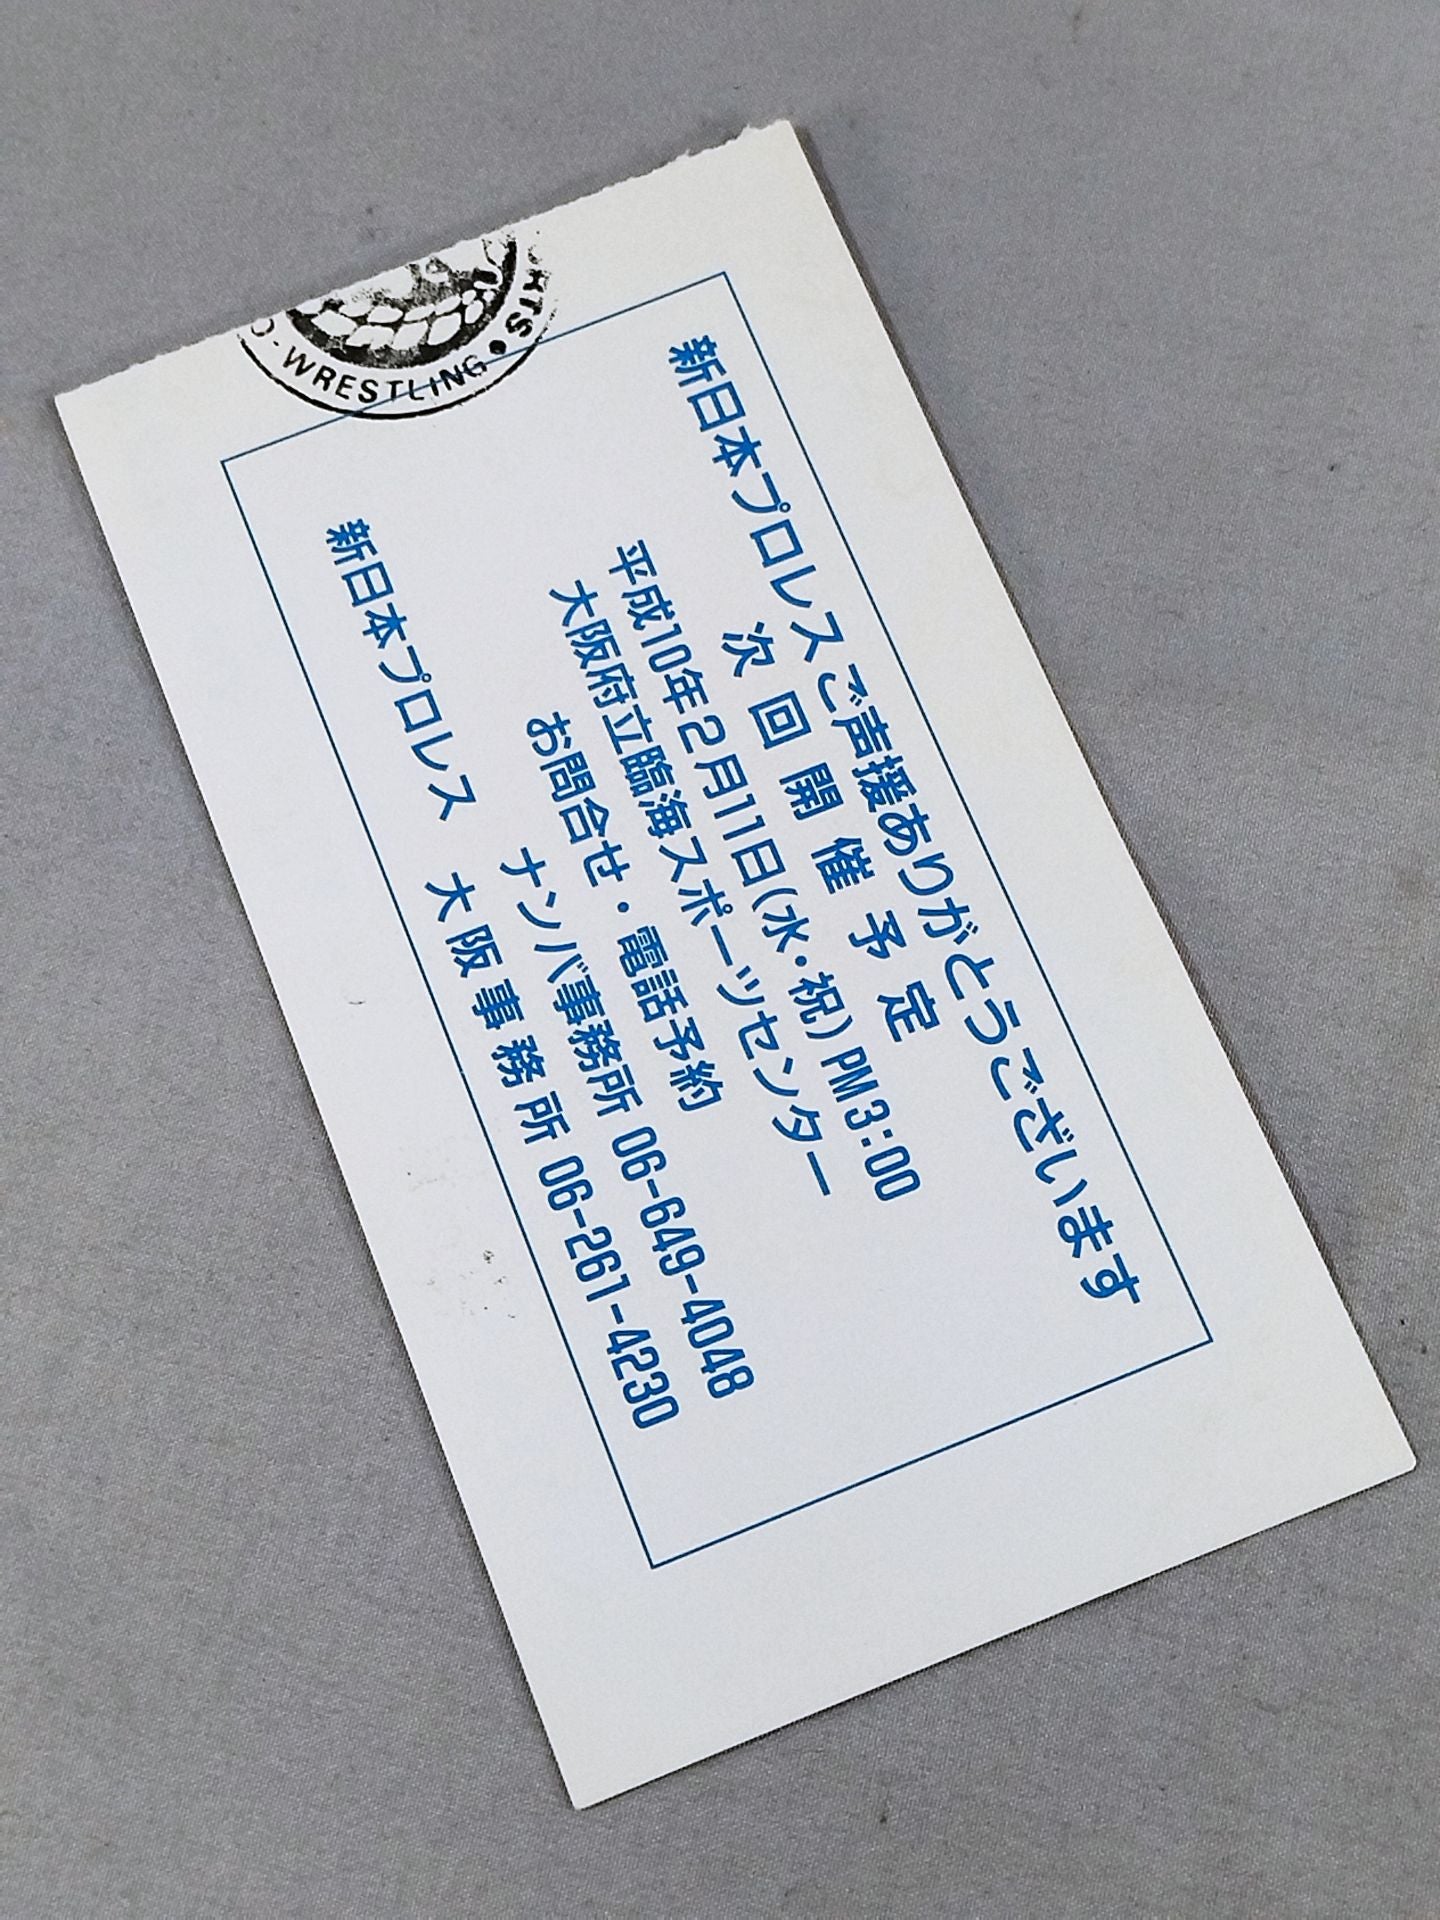 新日本プロレスご声援ありがとうございます
次回開催予定
平成10年2月11日(水・祝)PM3:00
大阪府立臨海スポーツセンター
お問合せ・電話予約
ナンバ事務所 06-649-4048
新日本プロレス 大阪事務所 06-261-4230
O-WRESTLING●